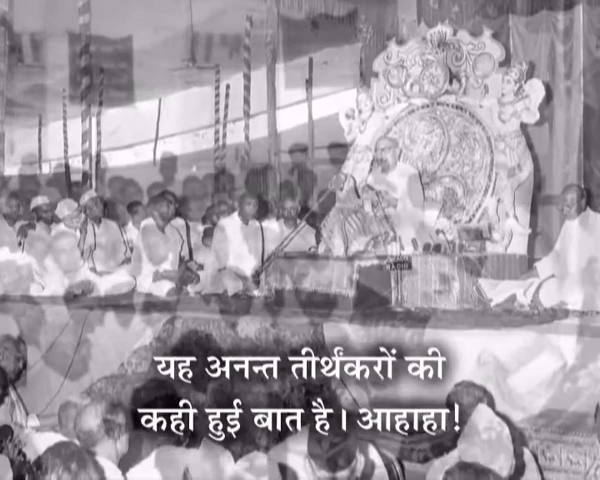 यह अनन्त तीर्थंकरों की
कही हुई बात है। आहाहा!